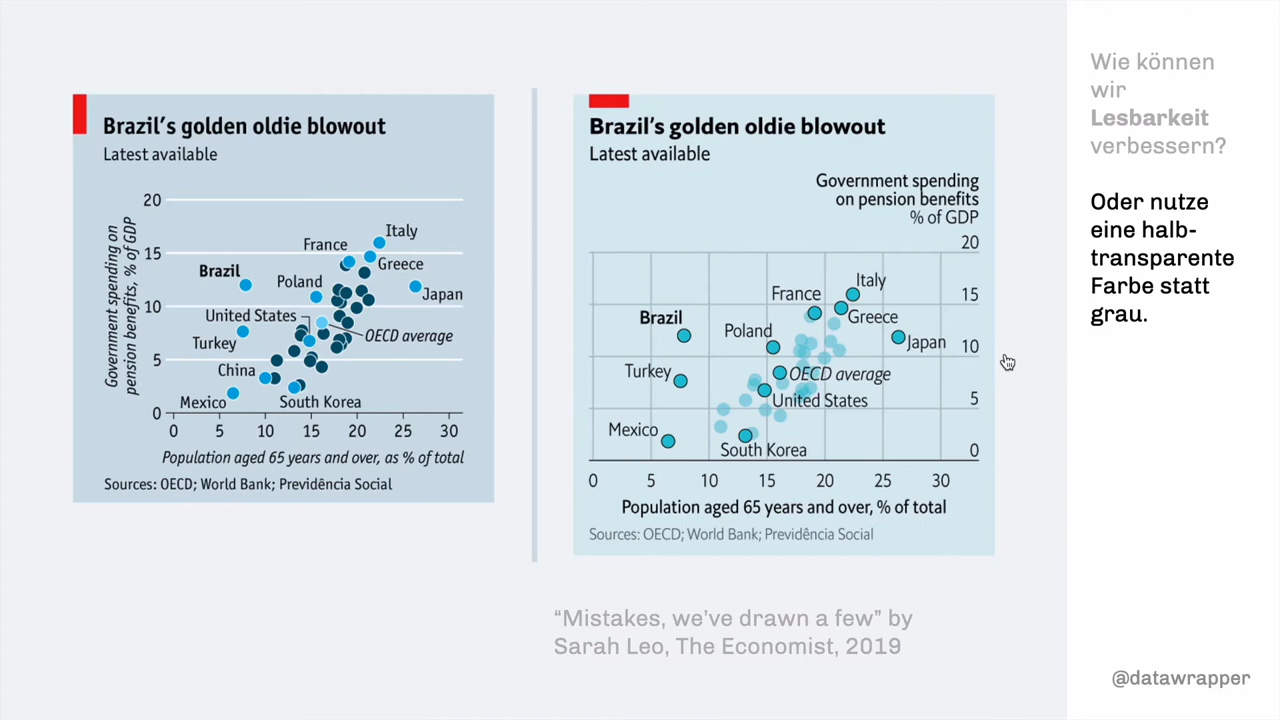 Brazil's golden oldie blowout
Latest available
Government spending on
pension benefits, % of GDP
20
15
10
5
0
Italy
France
Greece
Brazil
Poland
Japan
United States
OECD average
Turkey
China
Mexico
South Korea
0 5 10 15 20 25 30
Population aged 65 years and over, as % of total
Sources: OECD; World Bank; Previdência Social
Brazil's golden oldie blowout
Latest available
Government spending
on pension benefits
% of GDP
20
15
10
5
0
Italy
France
Greece
Brazil
Poland
Japan
Turkey
OECD average
United States
Mexico
South Korea
0 5 10 15 20 25 30
Population aged 65 years and over, % of total
Sources: OECD; World Bank; Previdência Social
“Mistakes, we’ve drawn a few” by
Sarah Leo, The Economist, 2019
Wie können
wir
Lesbarkeit
verbessern?
Oder nutze
eine halb-
transparente
Farbe statt
grau.
@datawrapper